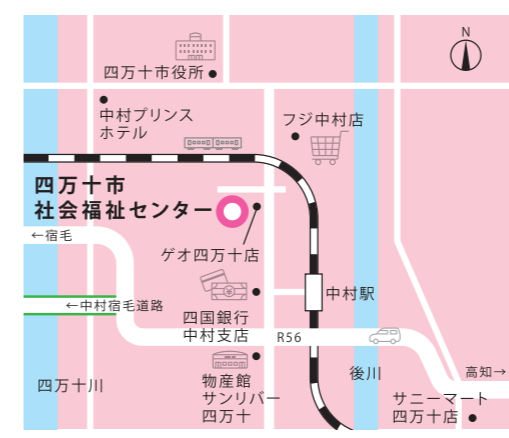 N
四万十市役所
中村プリンス
ホテル
フジ中村店
四万十市
社会福祉センター
←宿毛
ゲオ四万十店
←中村宿毛道路
中村駅
四国銀行
中村支店
R56
物産館
サンリバー
四万十
四万十川
後川
高知→
サニーマート
四万十店